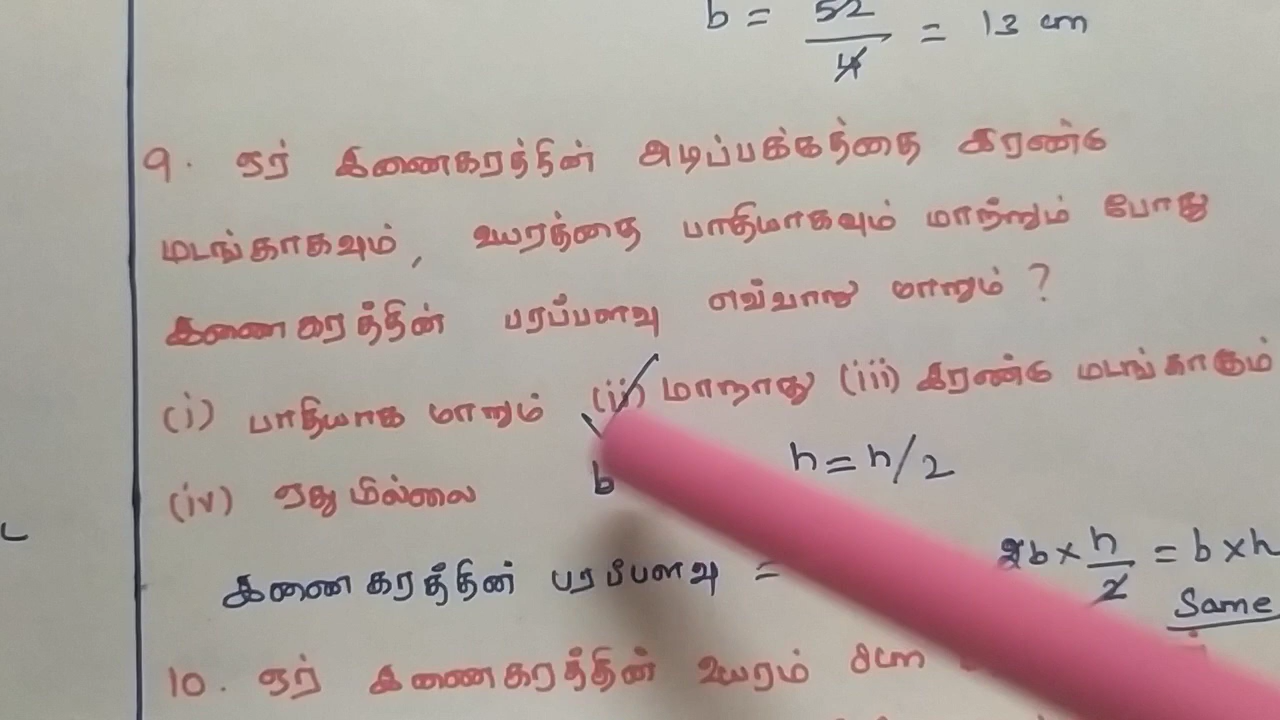 b = 52/4 = 13 cm
9. ஓர் இணைகரத்தின் அடிப்பக்கத்தை இரண்டு
மடங்காகவும், உயரத்தை பாதியாகவும் மாற்றும் போது
இணைகரத்தின் பரப்பளவு எவ்வாறு மாறும்?
(i) பாதியாக மாறும் (ii) மாறாது (iii) இரண்டு மடங்காகும்
(iv) ஏதுமில்லை b h = h/2
இணைகரத்தின் பரப்பளவு = 2b × h/2 = b × h
Same
10. ஓர் இணைகரத்தின் உயரம் 8cm